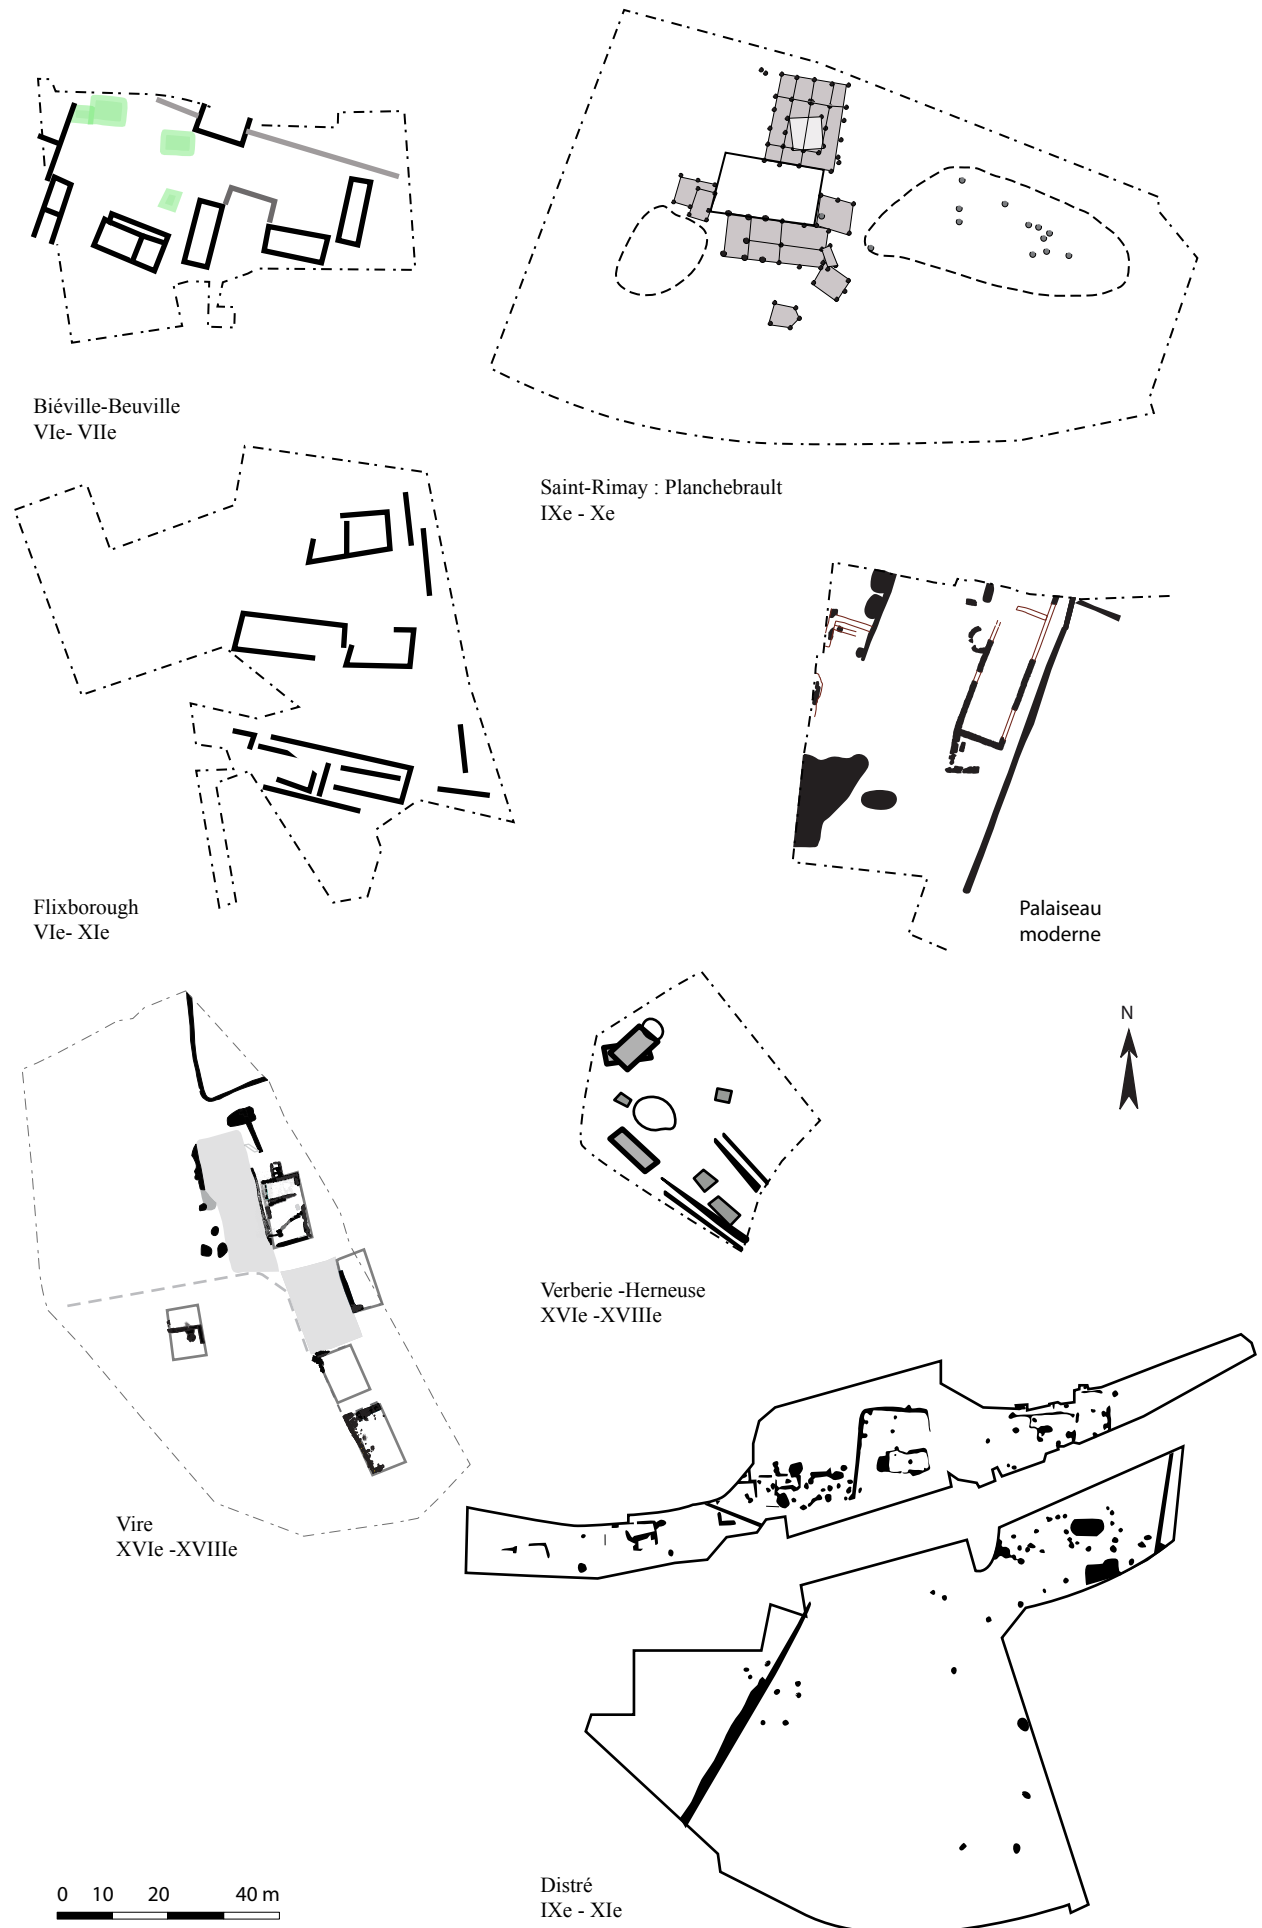 Biéville-Beuville
VIe- VIIe
Saint-Rimay : Planchebrault
IXe - Xe
Flixborough
VIe- XIe
Palaiseau
moderne
N
Verberie -Herneuse
XVIe -XVIIIe
Vire
XVIe -XVIIIe
Distré
IXe - XIe
0 10 20 40 m